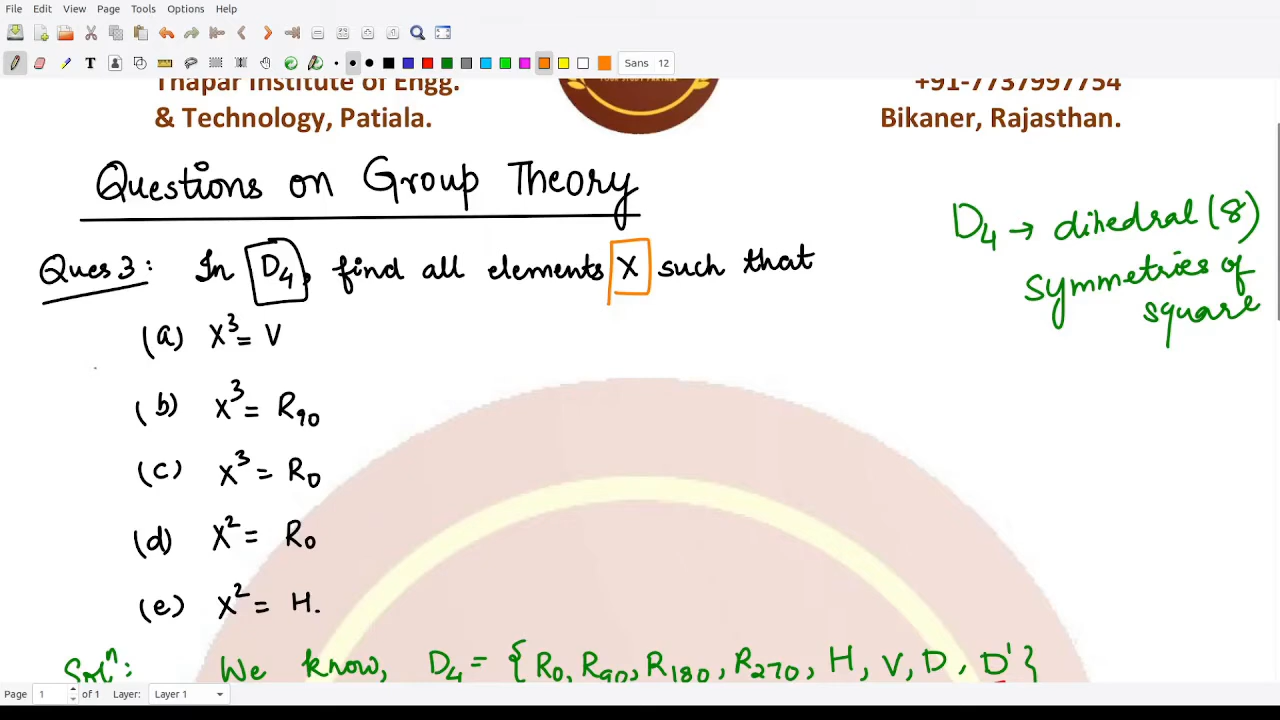 File Edit View Page Tools Options Help
Sans 12
Thapar Institute of Engg.
& Technology, Patiala.
YOUR STUDY PARTNER
+91-7737997754
Bikaner, Rajasthan.
Questions on Group Theory
D4 → dihedral (8)
symmetries of
square
Ques 3: In D4, find all elements X such that
(a) X³ = V
(b) X³ = R90
(c) X³ = R0
(d) X² = R0
(e) X² = H.
Solⁿ: We know, D4 = {R0, R90, R180, R270, H, V, D, D'}
Page 1 of 1 Layer: Layer 1